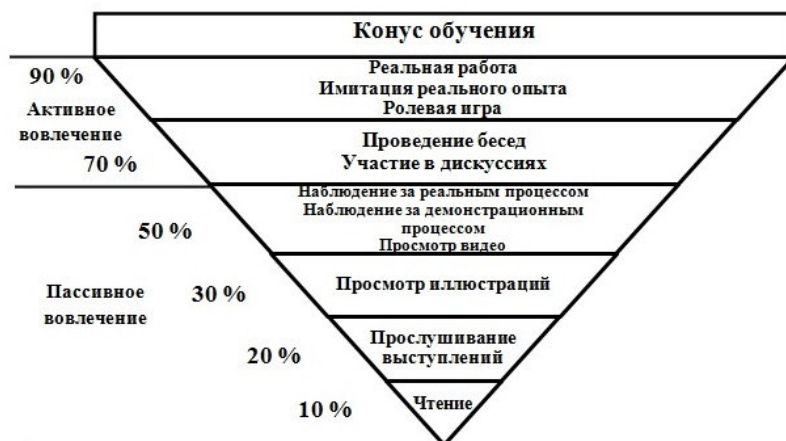 Конус обучения
90 %
Реальная работа
Имитация реального опыта
Ролевая игра
Активное
вовлечение
70 %
Проведение бесед
Участие в дискуссиях
50 %
Наблюдение за реальным процессом
Наблюдение за демонстрационным
процессом
Просмотр видео
Пассивное
вовлечение
30 %
Просмотр иллюстраций
20 %
Прослушивание
выступлений
10 %
Чтение